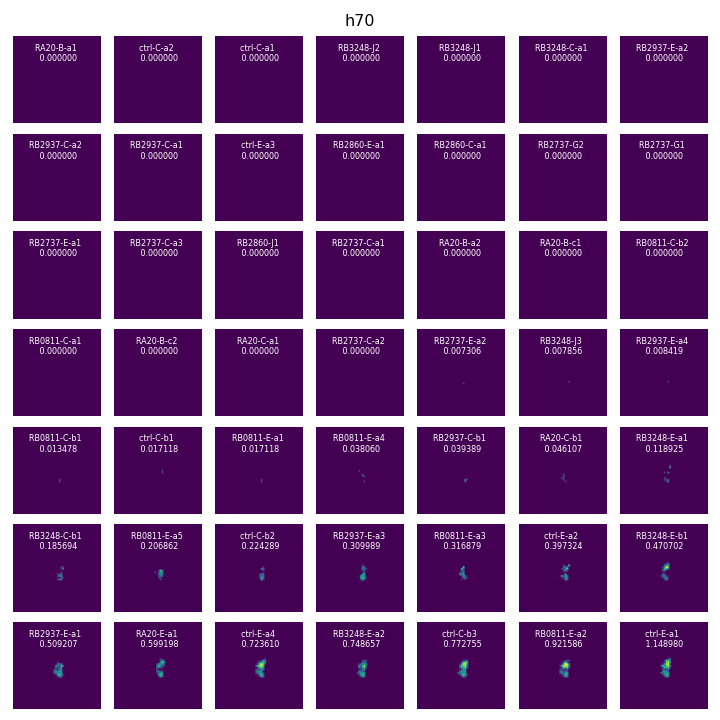 h70
RA20-B-a1
0.000000
ctrl-C-a2
0.000000
ctrl-C-a1
0.000000
RB3248-J2
0.000000
RB3248-J1
0.000000
RB3248-C-a1
0.000000
RB2937-E-a2
0.000000
RB2937-C-a2
0.000000
RB2937-C-a1
0.000000
ctrl-E-a3
0.000000
RB2860-E-a1
0.000000
RB2860-C-a1
0.000000
RB2737-G2
0.000000
RB2737-G1
0.000000
RB2737-E-a1
0.000000
RB2737-C-a3
0.000000
RB2860-J1
0.000000
RB2737-C-a1
0.000000
RA20-B-a2
0.000000
RA20-B-c1
0.000000
RB0811-C-b2
0.000000
RB0811-C-a1
0.000000
RA20-B-c2
0.000000
RA20-C-a1
0.000000
RB2737-C-a2
0.000000
RB2737-E-a2
0.007306
RB3248-J3
0.007856
RB2937-E-a4
0.008419
RB0811-C-b1
0.013478
ctrl-C-b1
0.017118
RB0811-E-a1
0.017118
RB0811-E-a4
0.038060
RB2937-C-b1
0.039389
RA20-C-b1
0.046107
RB3248-E-a1
0.118925
RB3248-C-b1
0.185694
RB0811-E-a5
0.206862
ctrl-C-b2
0.224289
RB2937-E-a3
0.309989
RB0811-E-a3
0.316879
ctrl-E-a2
0.397324
RB3248-E-b1
0.470702
RB2937-E-a1
0.509207
RA20-E-a1
0.599198
ctrl-E-a4
0.723610
RB3248-E-a2
0.748657
ctrl-C-b3
0.772755
RB0811-E-a2
0.921586
ctrl-E-a1
1.148980